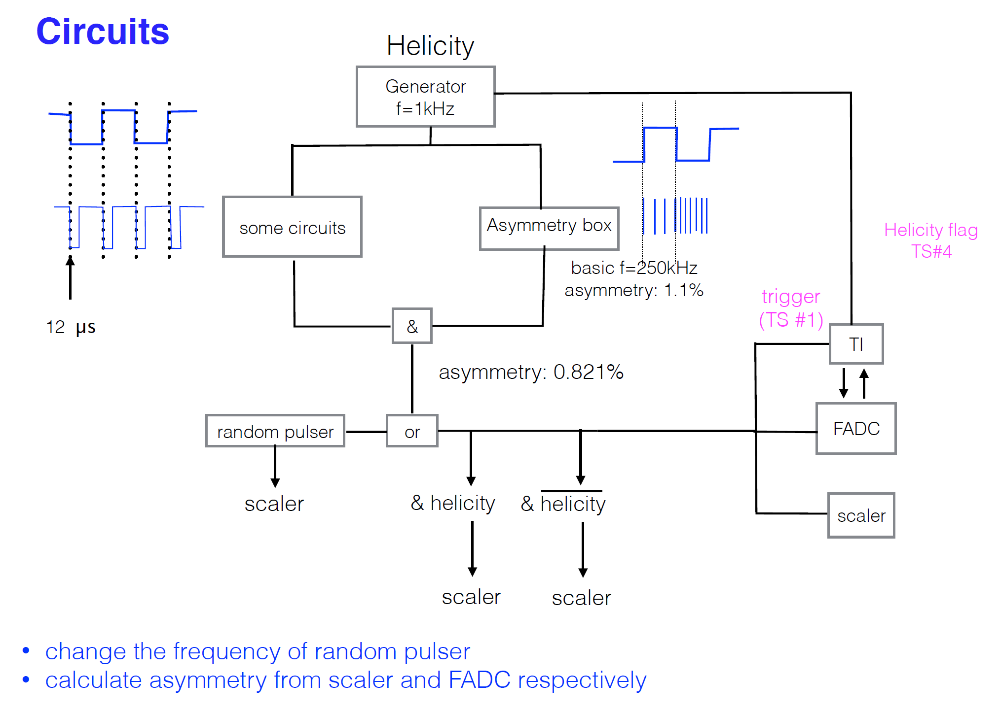 Circuits
Helicity
Generator
f=1kHz
some circuits
Asymmetry box
basic f=250kHz
asymmetry: 1.1%
Helicity flag
TS#4
trigger
(TS #1)
12 µs
&
TI
asymmetry: 0.821%
random pulser
or
FADC
scaler
& helicity
& helicity
scaler
scaler
scaler
• change the frequency of random pulser
• calculate asymmetry from scaler and FADC respectively